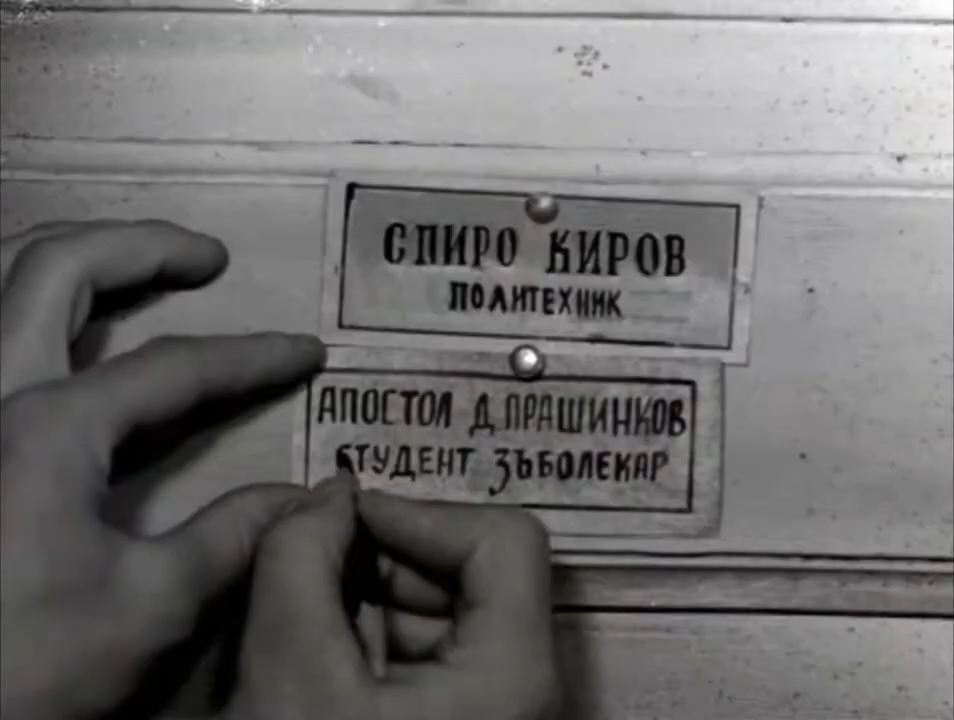 СПИРО КИРОВ
ПОЛИТЕХНИК
АПОСТОЛ Д. ПРАШИНКОВ
СТУДЕНТ ЗЪБОЛЕКАР